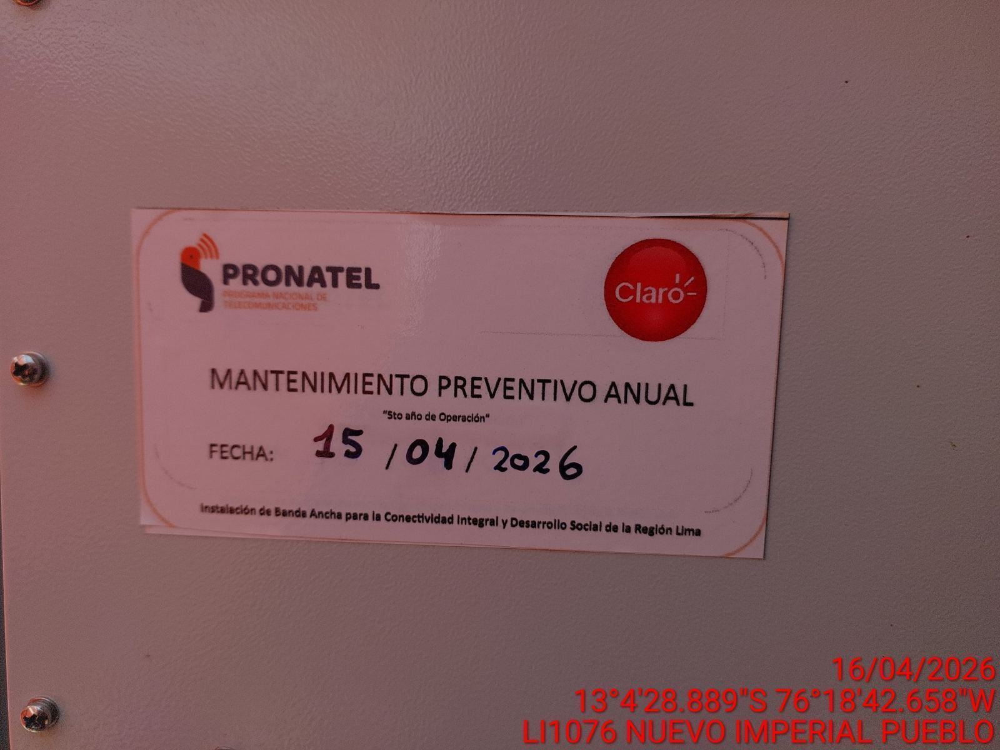 PRONATEL
PROGRAMA NACIONAL DE
TELECOMUNICACIONES
Claro
MANTENIMIENTO PREVENTIVO ANUAL
"5to año de Operación"
FECHA: 15 / 04 / 2026
Instalación de Banda Ancha para la Conectividad Integral y Desarrollo Social de la Región Lima
16/04/2026
13°4'28.889"S 76°18'42.658"W
LI1076 NUEVO IMPERIAL PUEBLO